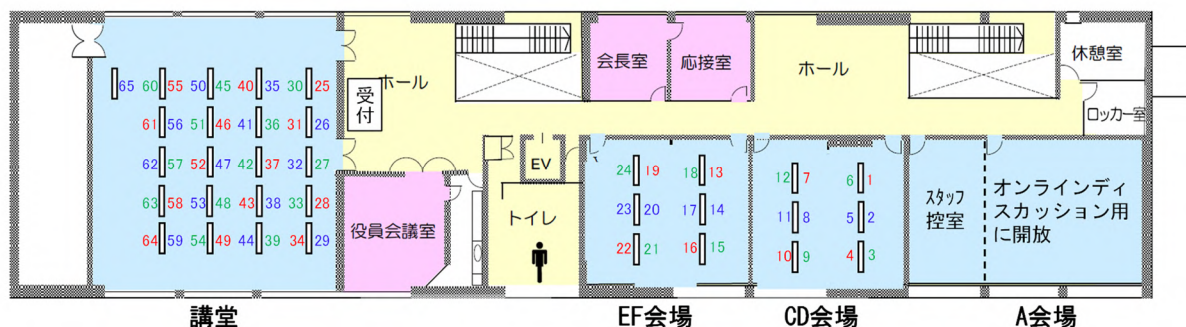 65 60 55 50 45 40 35 30 25
61 56 51 46 41 36 31 26
62 57 52 47 42 37 32 27
63 58 53 48 43 38 33 28
64 59 54 49 44 39 34 29
受付
ホール
役員会議室
EV
トイレ
会長室
応接室
ホール
休憩室
ロッカー室
24 19 18 13
23 20 17 14
22 21 16 15
12 7 6 1
11 8 5 2
10 9 4 3
スタッフ
控室
オンラインディ
スカッション用
に開放
講堂
EF会場
CD会場
A会場